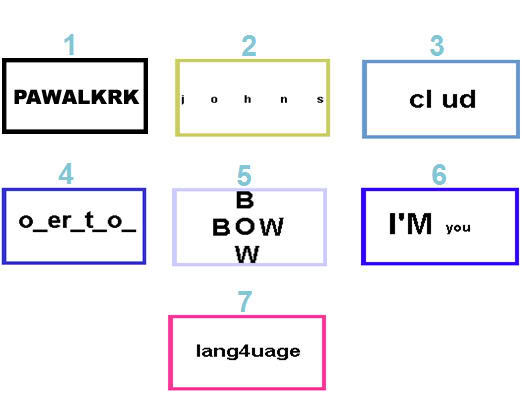 1 2 3
PAWALKRK j o h n s cl ud
4 5 6
o_er_t_o_ B
BOW
W I'M you
7
lang4uage